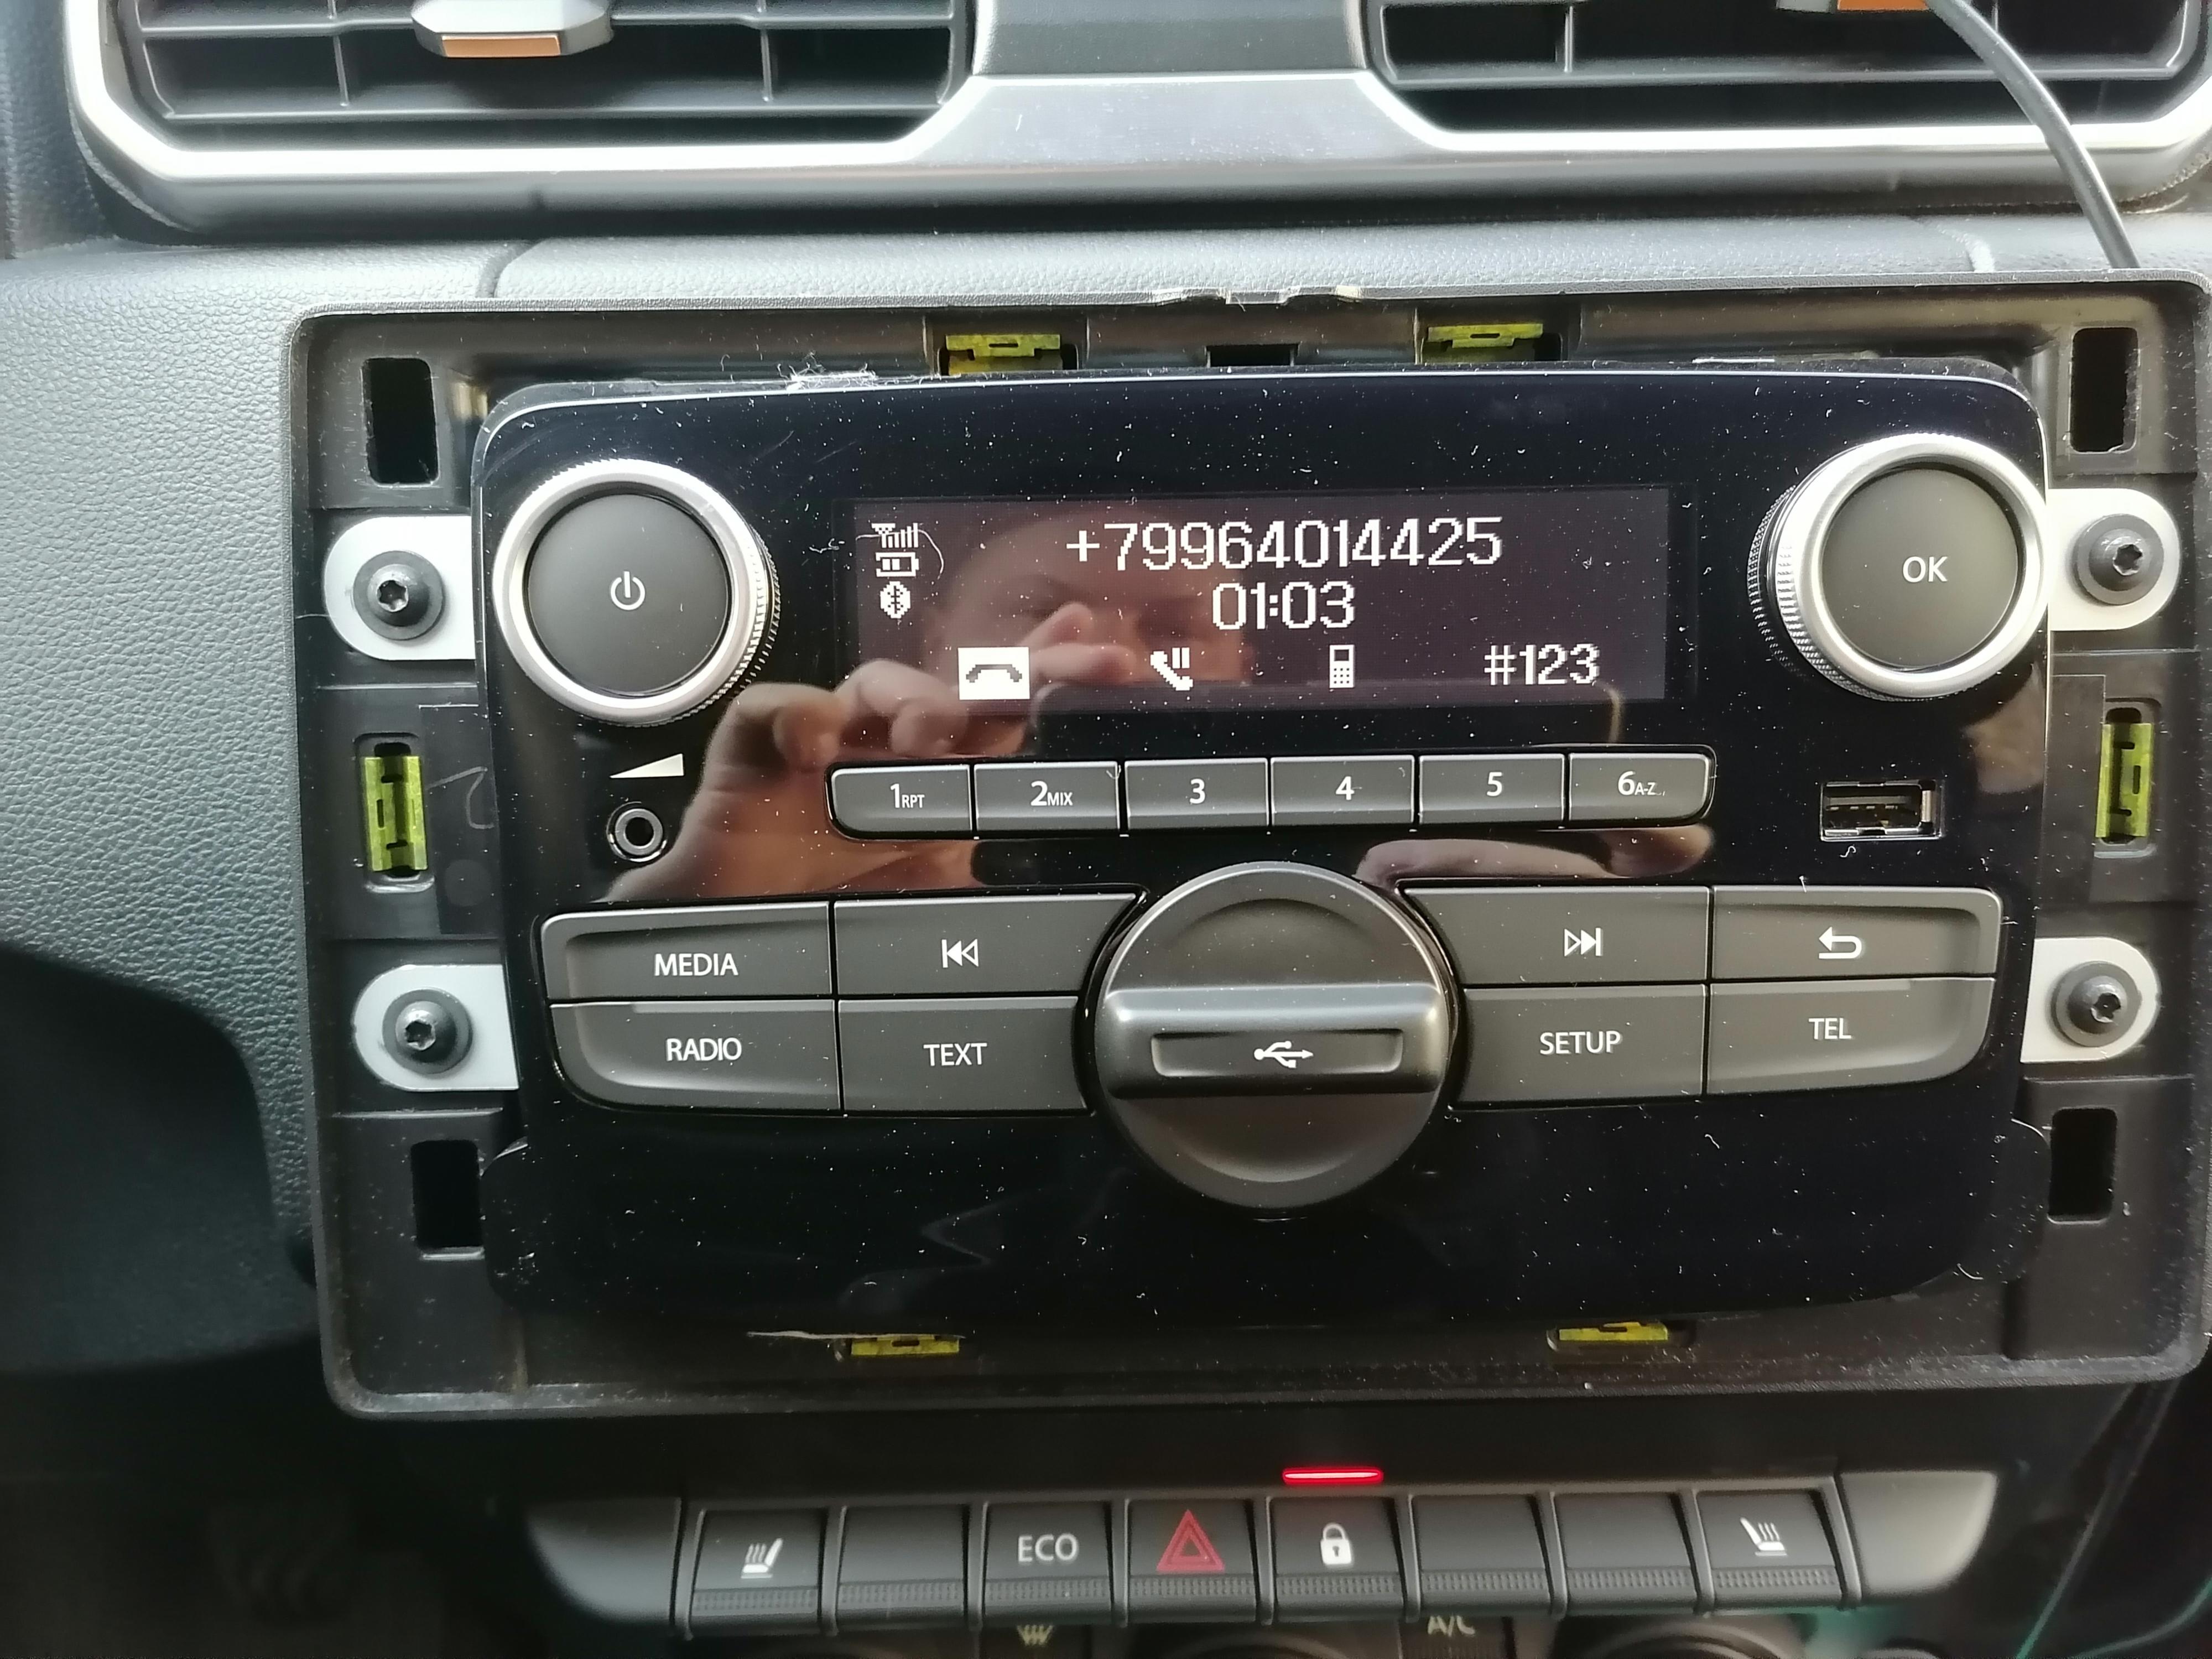 +79964014425
01:03
#123
OK
1RPT 2MIX 3 4 5 6A-Z
MEDIA
RADIO TEXT SETUP TEL
ECO
A/C